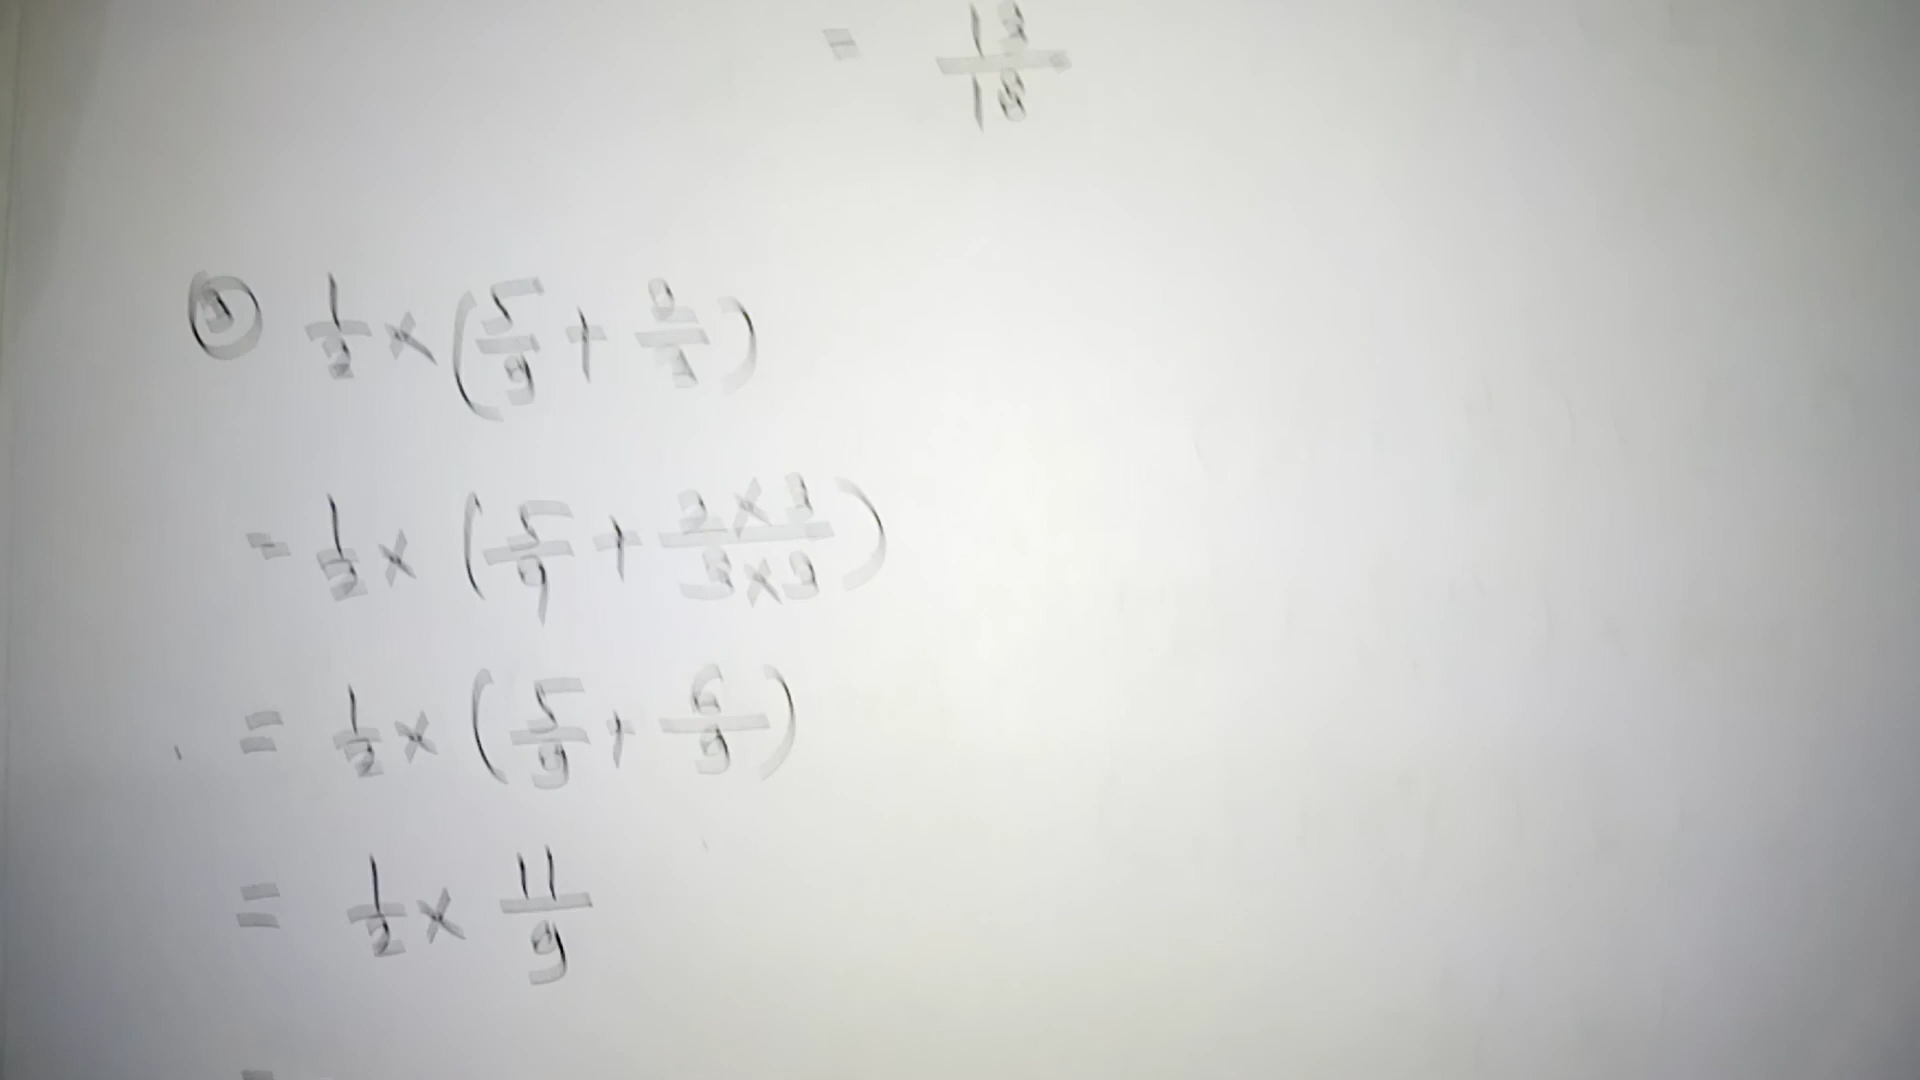 = 13/18
② 1/2 × (5/9 + 2/3)
= 1/2 × (5/9 + 2×3/3×3)
= 1/2 × (5/9 + 6/9)
= 1/2 × 11/9
=